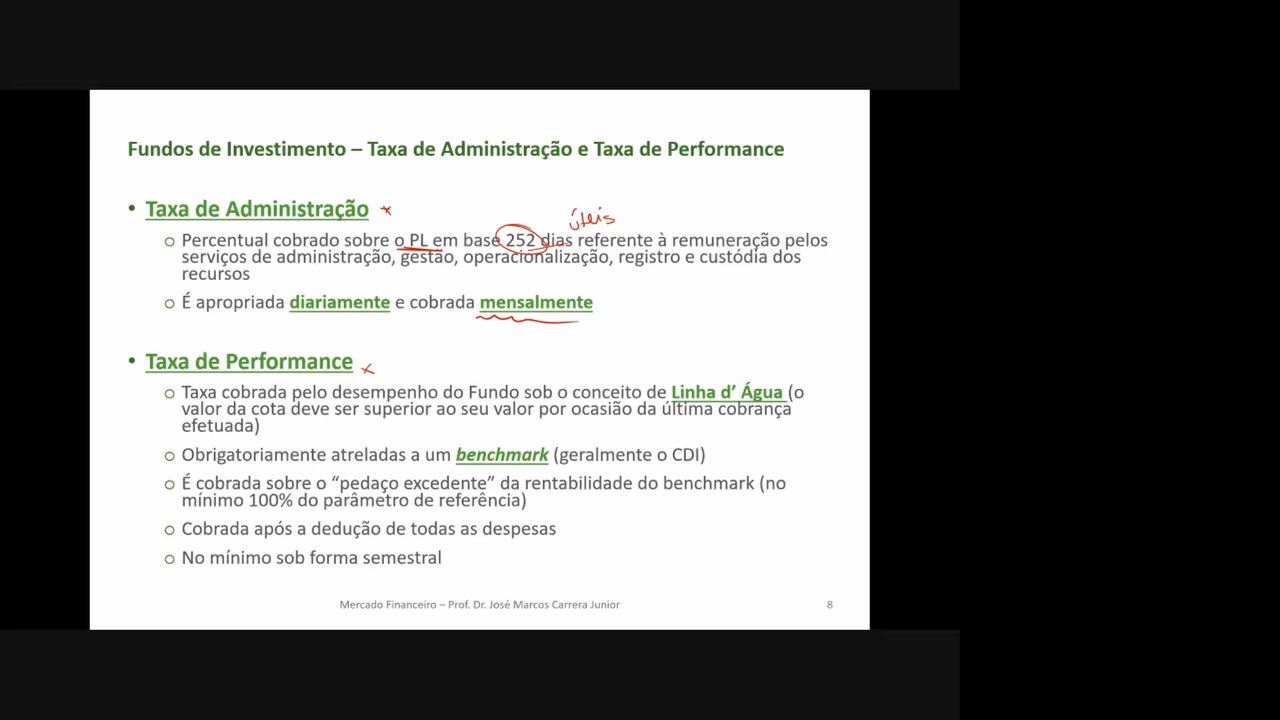 Fundos de Investimento – Taxa de Administração e Taxa de Performance
• Taxa de Administração x
úteis
o Percentual cobrado sobre o PL em base 252 dias referente à remuneração pelos
serviços de administração, gestão, operacionalização, registro e custódia dos
recursos
o É apropriada diariamente e cobrada mensalmente
• Taxa de Performance x
o Taxa cobrada pelo desempenho do Fundo sob o conceito de Linha d' Água (o
valor da cota deve ser superior ao seu valor por ocasião da última cobrança
efetuada)
o Obrigatoriamente atreladas a um benchmark (geralmente o CDI)
o É cobrada sobre o “pedaço excedente” da rentabilidade do benchmark (no
mínimo 100% do parâmetro de referência)
o Cobrada após a dedução de todas as despesas
o No mínimo sob forma semestral
Mercado Financeiro – Prof. Dr. José Marcos Carrera Junior 8